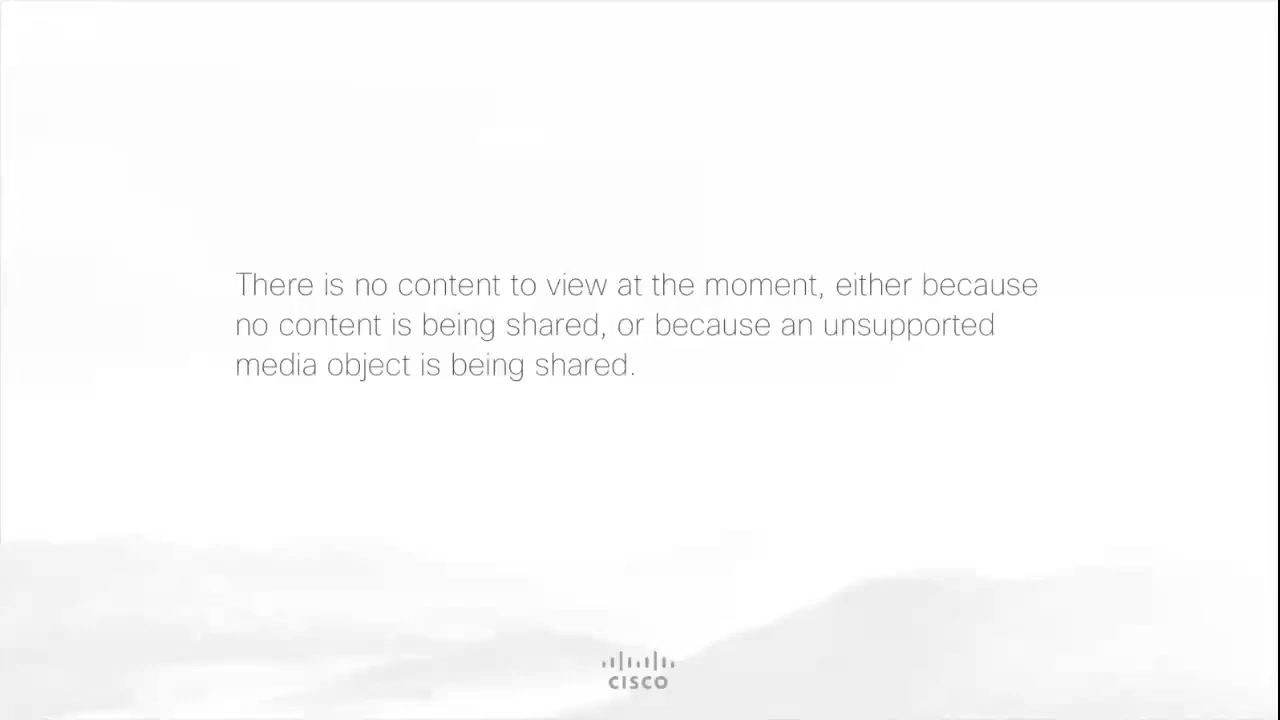 There is no content to view at the moment, either because
no content is being shared, or because an unsupported
media object is being shared.
CISCO